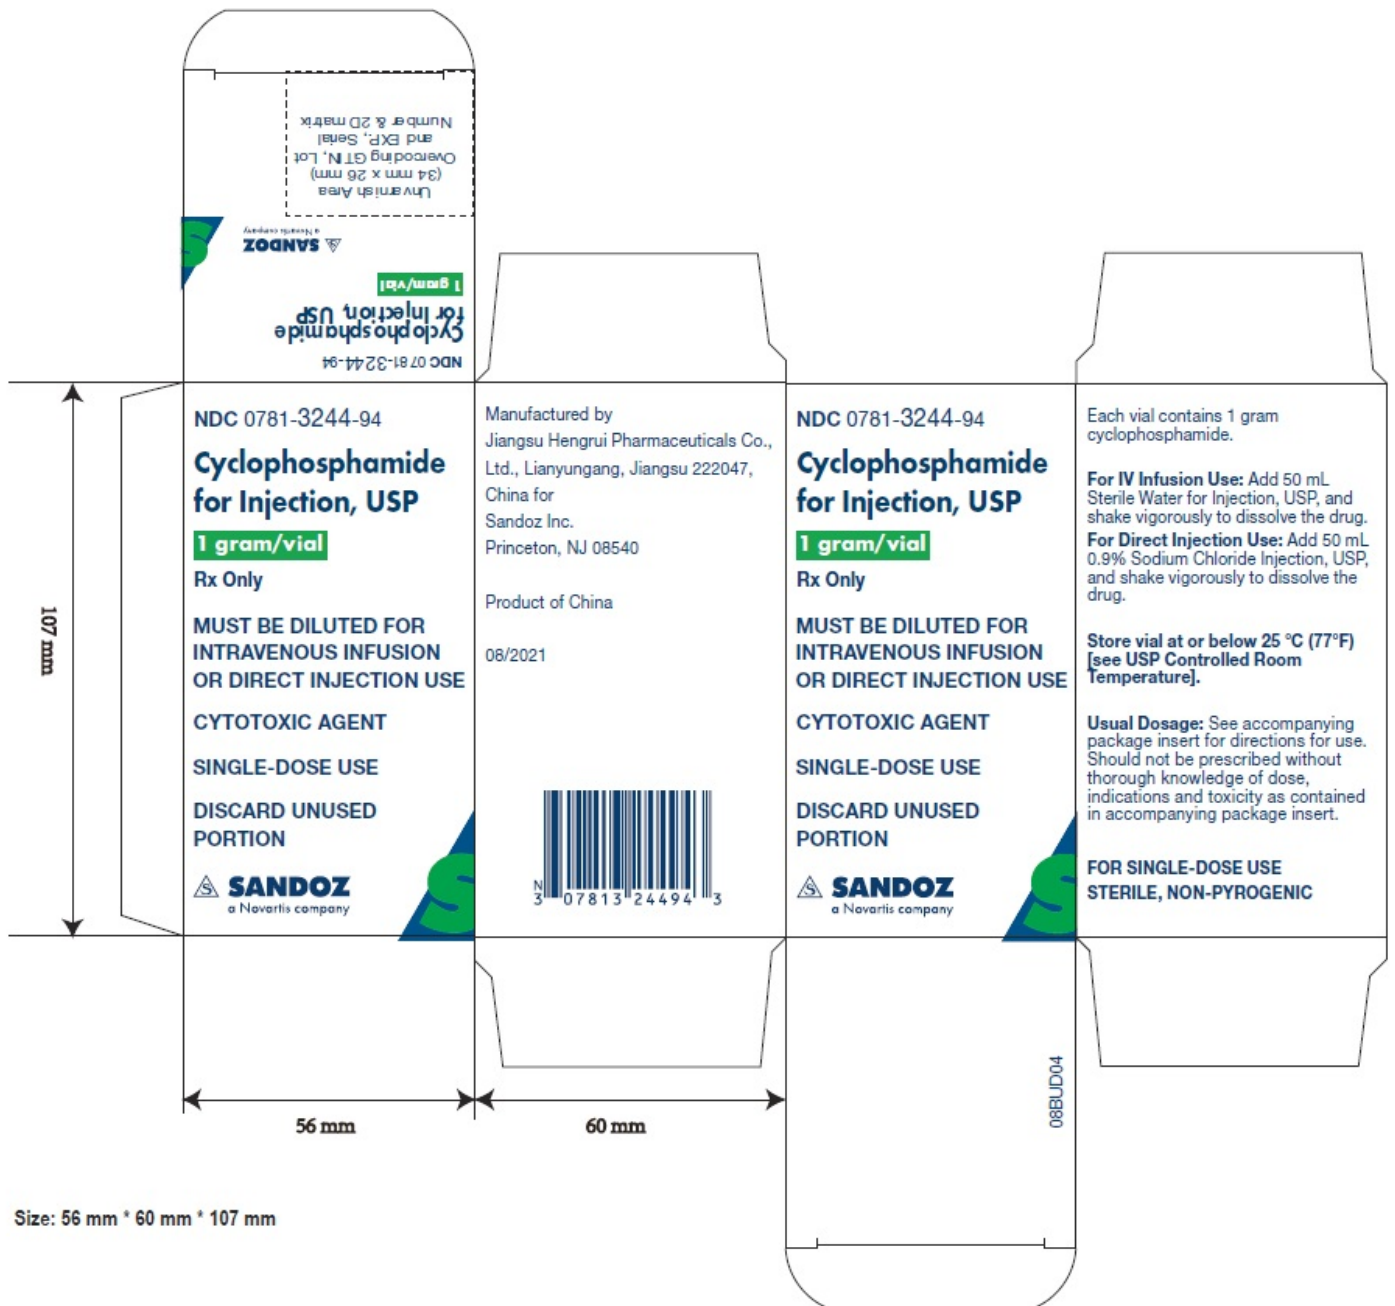 Unvarnish Area
(34 mm x 26 mm)
Overcoding GTIN, Lot
and EXP., Serial
Number & 2D matrix
S
SANDOZ
a Novartis company
1 gram/vial
Cyclophosphamide
for Injection, USP
NDC 0781-3244-94
107 mm
NDC 0781-3244-94
Cyclophosphamide
for Injection, USP
1 gram/vial
Rx Only
MUST BE DILUTED FOR
INTRAVENOUS INFUSION
OR DIRECT INJECTION USE
CYTOTOXIC AGENT
SINGLE-DOSE USE
DISCARD UNUSED
PORTION
S SANDOZ
a Novartis company
S
Manufactured by
Jiangsu Hengrui Pharmaceuticals Co.,
Ltd., Lianyungang, Jiangsu 222047,
China for
Sandoz Inc.
Princeton, NJ 08540
Product of China
08/2021
N
3 07813 24494 3
NDC 0781-3244-94
Cyclophosphamide
for Injection, USP
1 gram/vial
Rx Only
MUST BE DILUTED FOR
INTRAVENOUS INFUSION
OR DIRECT INJECTION USE
CYTOTOXIC AGENT
SINGLE-DOSE USE
DISCARD UNUSED
PORTION
S SANDOZ
a Novartis company
S
Each vial contains 1 gram
cyclophosphamide.
For IV Infusion Use: Add 50 mL
Sterile Water for Injection, USP, and
shake vigorously to dissolve the drug.
For Direct Injection Use: Add 50 mL
0.9% Sodium Chloride Injection, USP,
and shake vigorously to dissolve the
drug.
Store vial at or below 25 °C (77°F)
[see USP Controlled Room
Temperature].
Usual Dosage: See accompanying
package insert for directions for use.
Should not be prescribed without
thorough knowledge of dose,
indications and toxicity as contained
in accompanying package insert.
FOR SINGLE-DOSE USE
STERILE, NON-PYROGENIC
08BUD04
56 mm
60 mm
Size: 56 mm * 60 mm * 107 mm